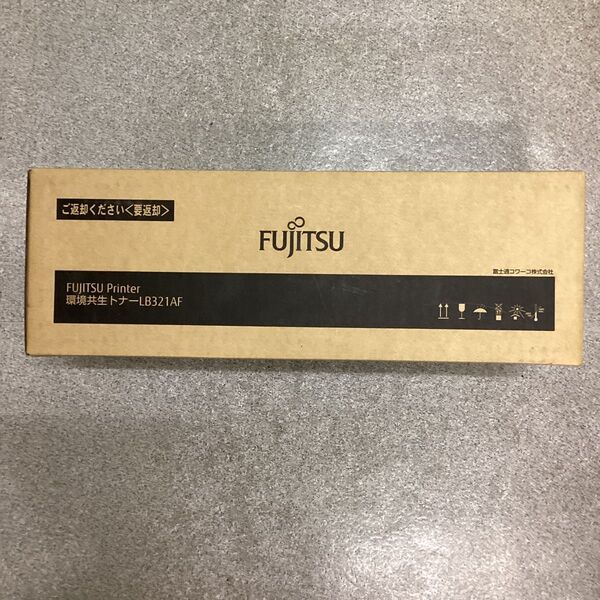 ご返却ください<要返却>
FUJITSU
富士通コワーコ株式会社
FUJITSU Printer
環境共生トナーLB321AF